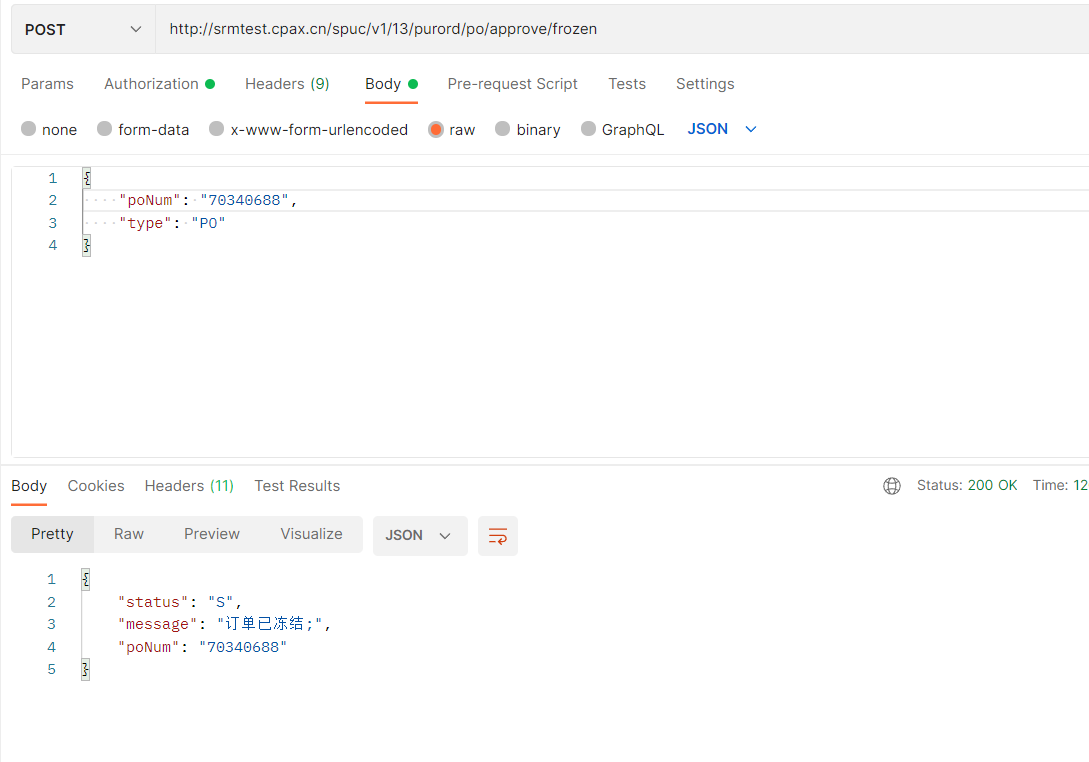 POST http://srmtest.cpax.cn/spuc/v1/13/purord/po/approve/frozen
Params Authorization Headers (9) Body Pre-request Script Tests Settings
none form-data x-www-form-urlencoded raw binary GraphQL JSON
1 {
2 "poNum": "70340688",
3 "type": "PO"
4 }
Body Cookies Headers (11) Test Results Status: 200 OK Time: 12
Pretty Raw Preview Visualize JSON
1 {
2 "status": "S",
3 "message": "订单已冻结;",
4 "poNum": "70340688"
5 }